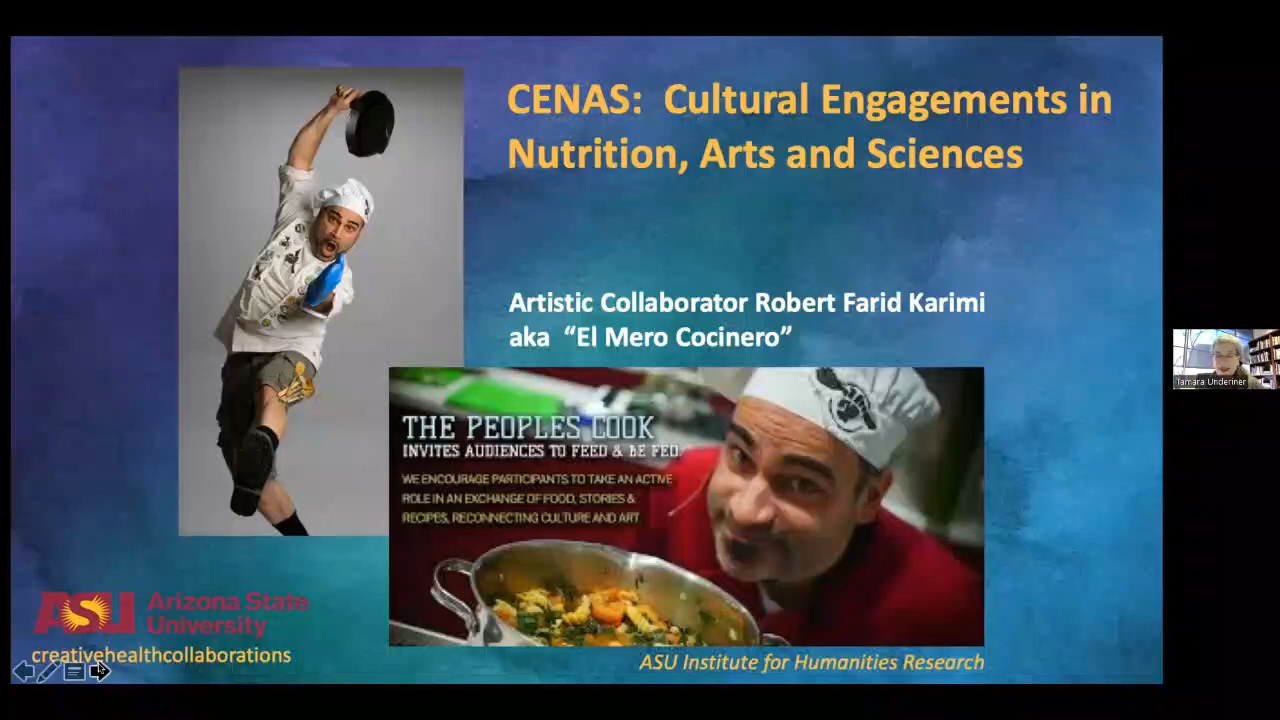 CENAS:  Cultural Engagements in
Nutrition, Arts and Sciences
Artistic Collaborator Robert Farid Karimi
aka  “El Mero Cocinero”
THE PEOPLES COOK
INVITES AUDIENCES TO FEED & BE FED.
WE ENCOURAGE PARTICIPANTS TO TAKE AN ACTIVE
ROLE IN AN EXCHANGE OF FOOD, STORIES &
RECIPES, RECONNECTING CULTURE AND ART
ASU Arizona State
University
creativehealthcollaborations
ASU Institute for Humanities Research
Tamara Underiner